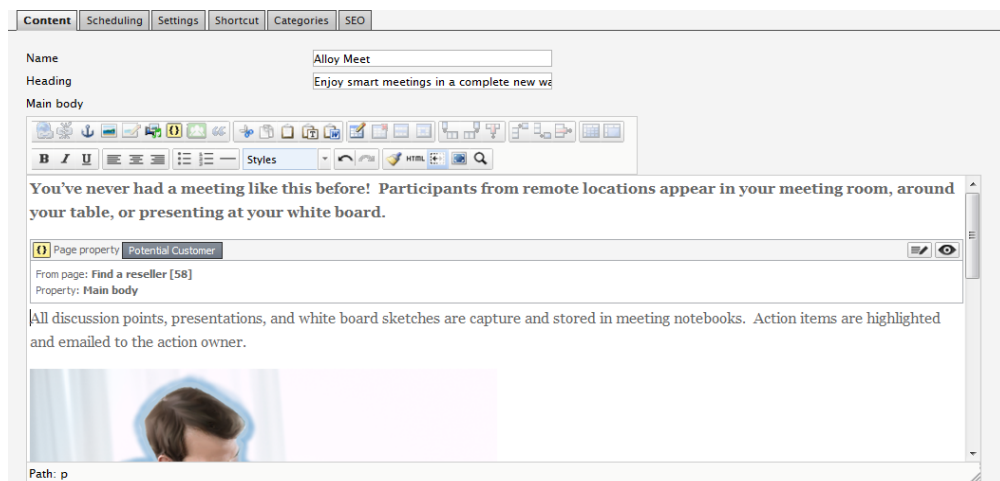 Content Scheduling Settings Shortcut Categories SEO
Name Alloy Meet
Heading Enjoy smart meetings in a complete new wa
Main body
B I U Styles HTML
You've never had a meeting like this before! Participants from remote locations appear in your meeting room, around
your table, or presenting at your white board.
{} Page property Potential Customer
From page: Find a reseller [58]
Property: Main body
All discussion points, presentations, and white board sketches are capture and stored in meeting notebooks. Action items are highlighted
and emailed to the action owner.
Path: p